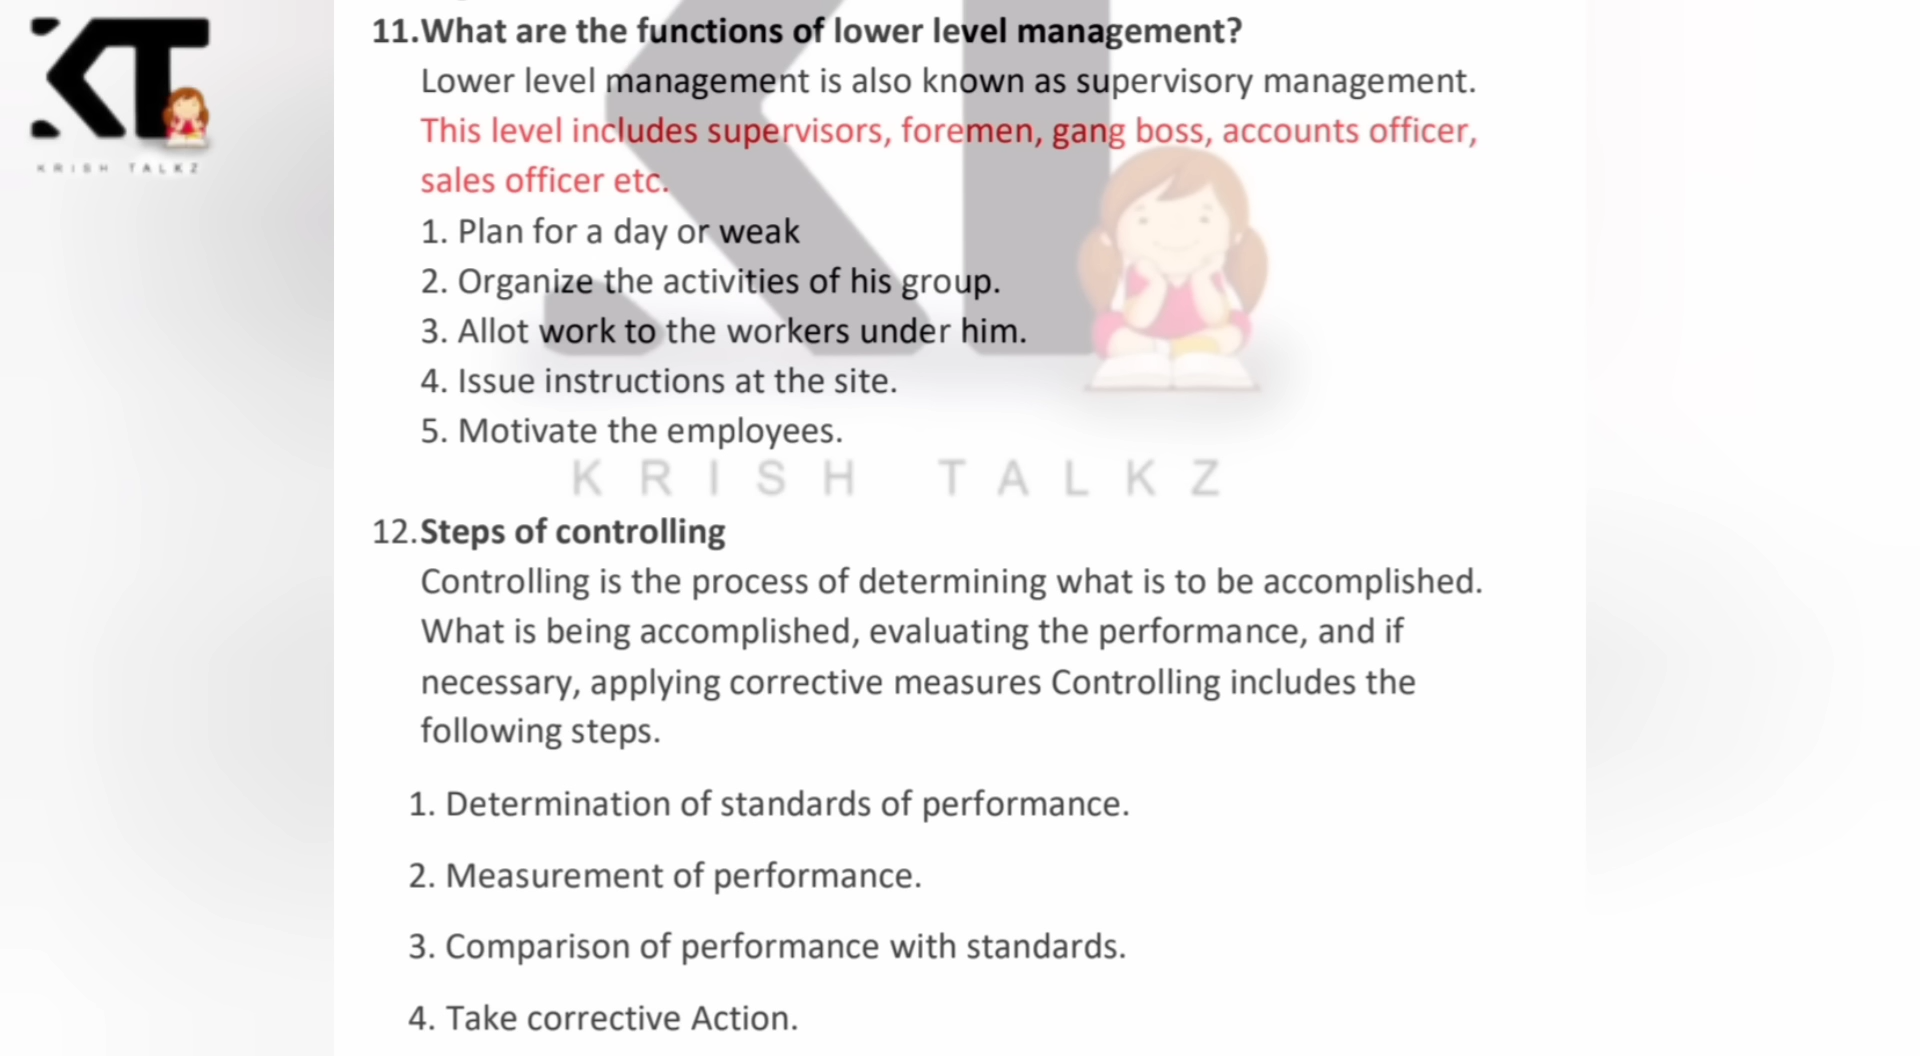 KT
KRISH TALKZ
11.What are the functions of lower level management?
Lower level management is also known as supervisory management.
This level includes supervisors, foremen, gang boss, accounts officer,
sales officer etc.
1. Plan for a day or weak
2. Organize the activities of his group.
3. Allot work to the workers under him.
4. Issue instructions at the site.
5. Motivate the employees.
KRISH TALKZ
12.Steps of controlling
Controlling is the process of determining what is to be accomplished.
What is being accomplished, evaluating the performance, and if
necessary, applying corrective measures Controlling includes the
following steps.
1. Determination of standards of performance.
2. Measurement of performance.
3. Comparison of performance with standards.
4. Take corrective Action.